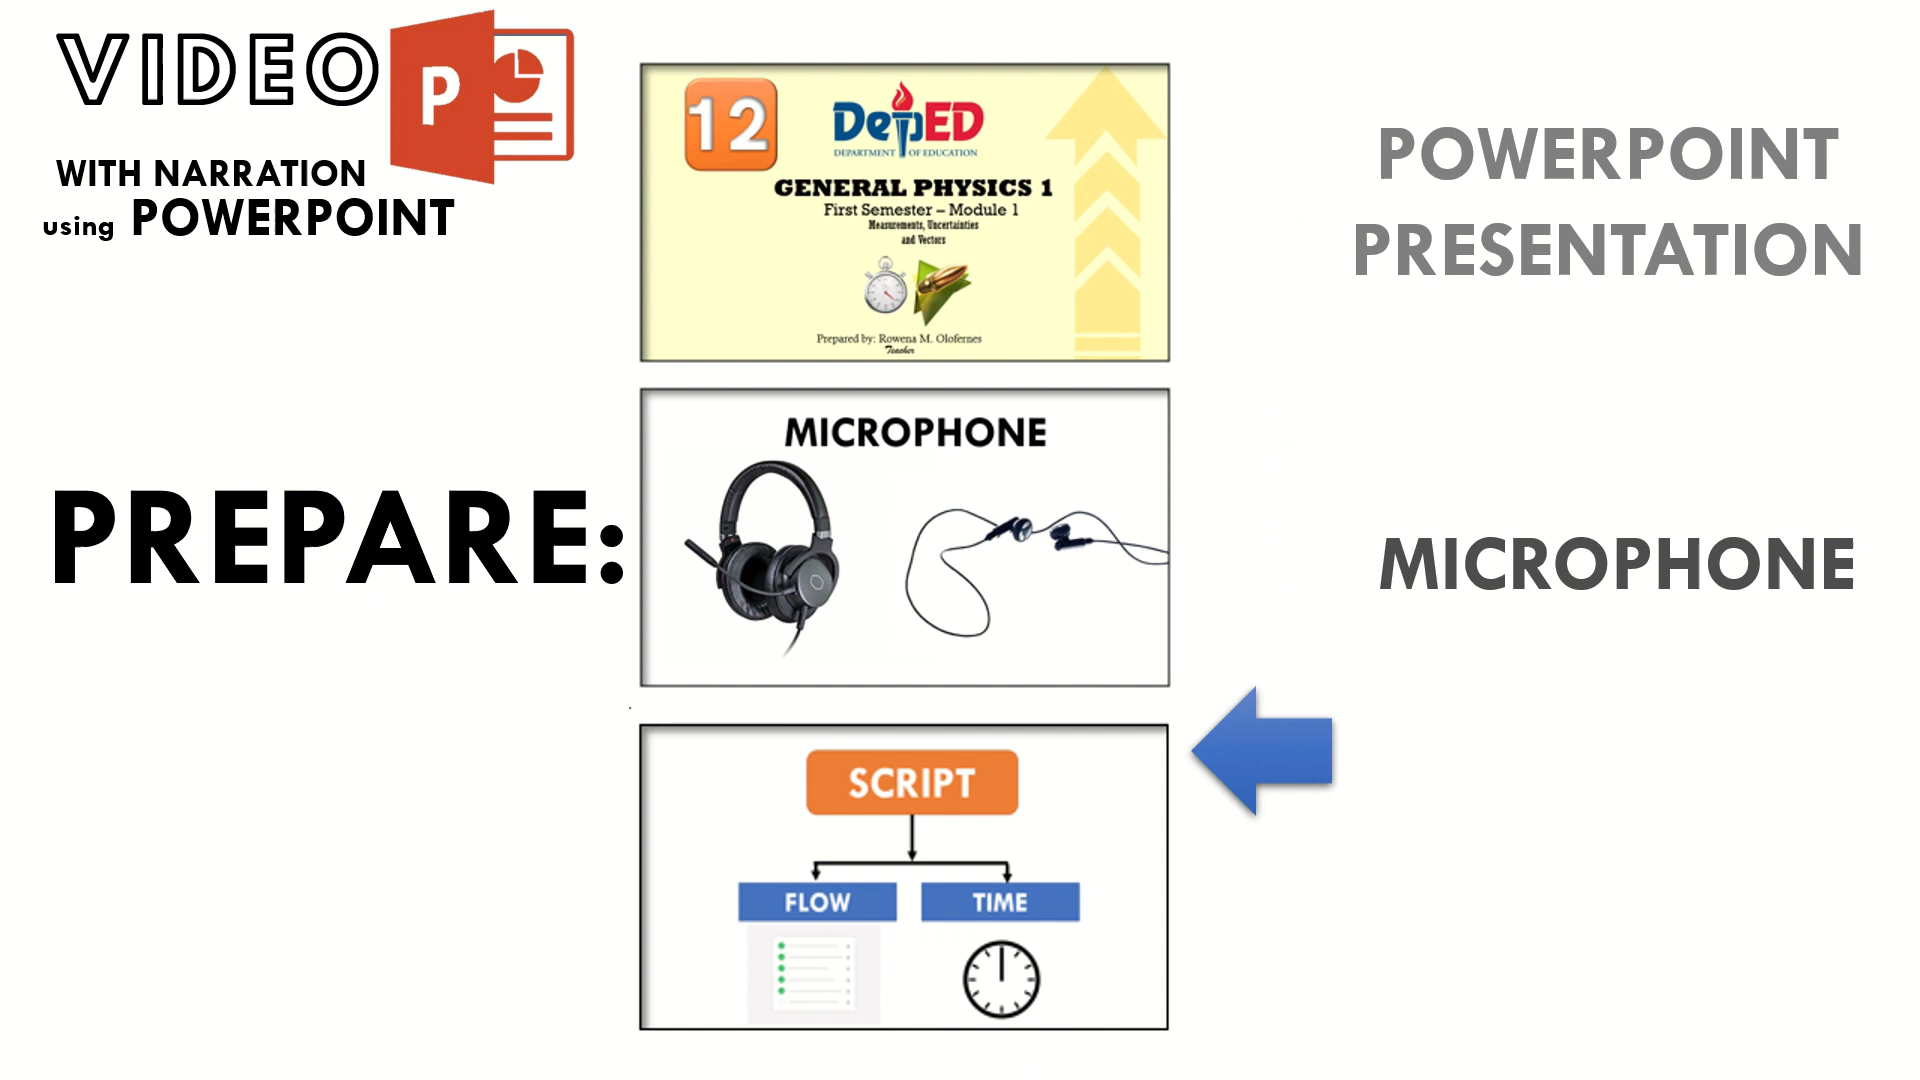 VIDEO
P
WITH NARRATION
using POWERPOINT
12
DepED
DEPARTMENT OF EDUCATION
GENERAL PHYSICS 1
First Semester – Module 1
Measurements, Uncertainties
and Vectors
Prepared by: Rowena M. Olofernes
Teacher
POWERPOINT
PRESENTATION
PREPARE:
MICROPHONE
MICROPHONE
SCRIPT
FLOW
TIME